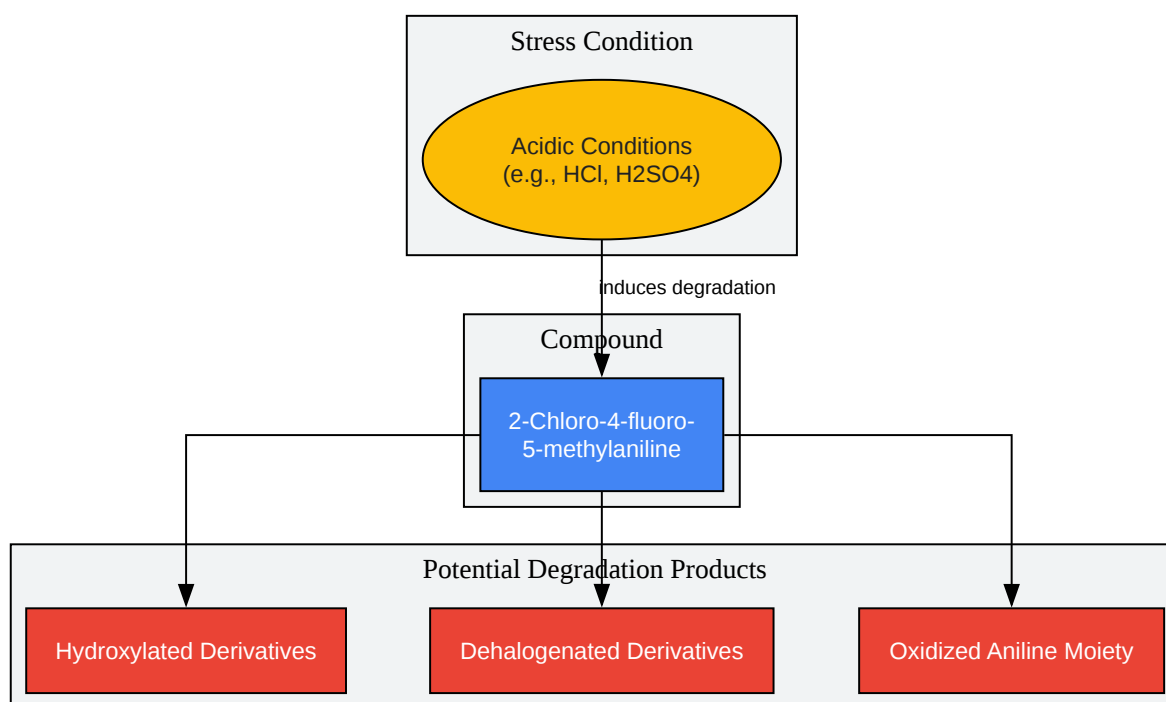 Stress Condition
Acidic Conditions
(e.g., HCl, H2SO4)
induces degradation
Compound
2-Chloro-4-fluoro-
5-methylaniline
Potential Degradation Products
Hydroxylated Derivatives
Dehalogenated Derivatives
Oxidized Aniline Moiety